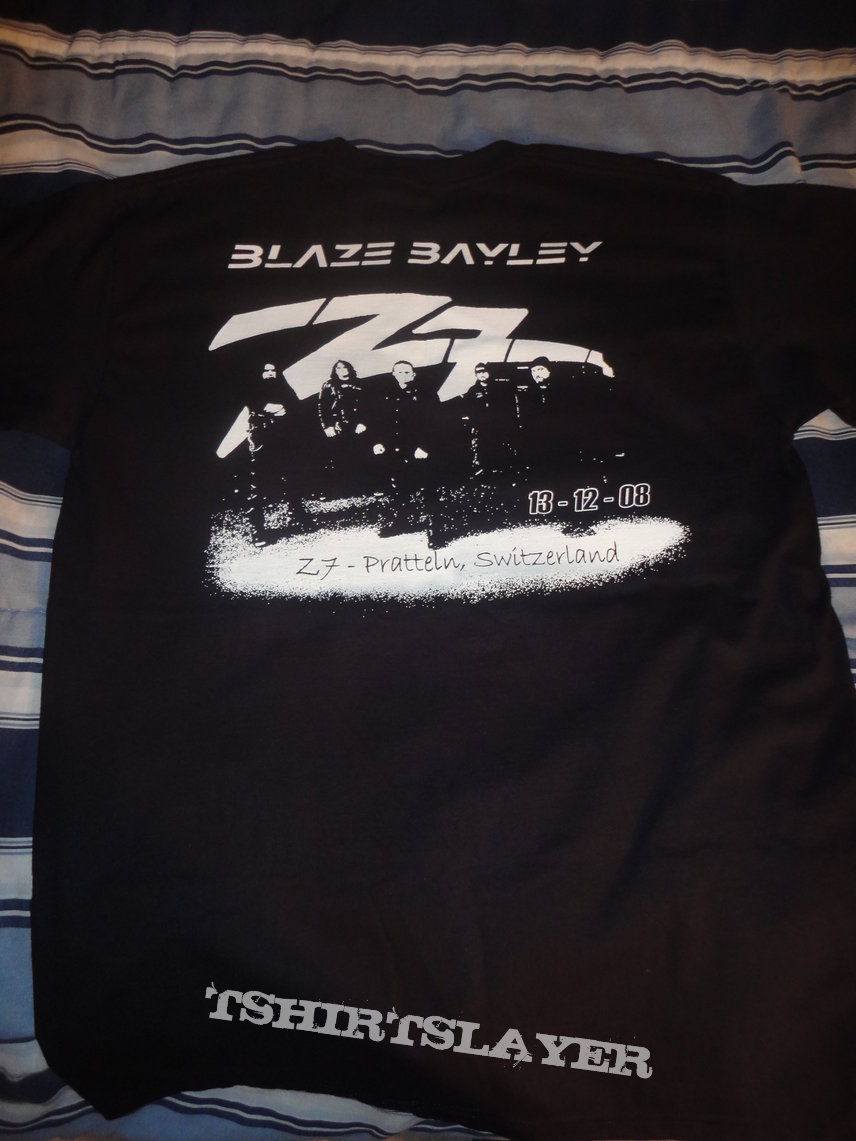 BLAZE BAYLEY
Z7
13 - 12 - 08
Z7 - Pratteln, Switzerland
TSHIRTSLAYER